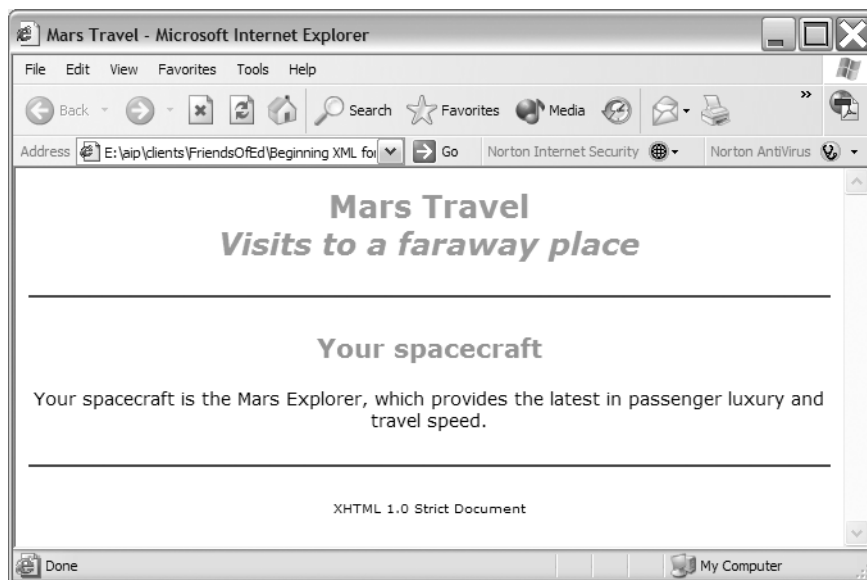 Mars Travel - Microsoft Internet Explorer
File Edit View Favorites Tools Help
Back Search Favorites Media »
Address E:\aip\clients\FriendsOfEd\Beginning XML for Go Norton Internet Security Norton AntiVirus
Mars Travel
Visits to a faraway place
Your spacecraft
Your spacecraft is the Mars Explorer, which provides the latest in passenger luxury and
travel speed.
XHTML 1.0 Strict Document
Done My Computer